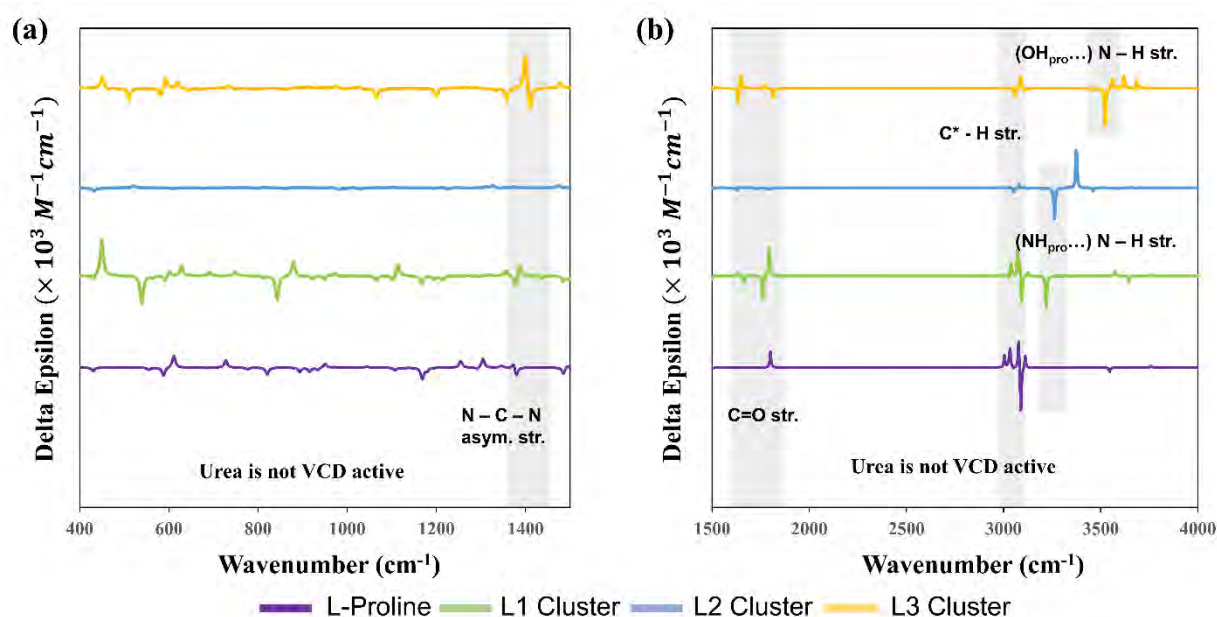 (a)
Delta Epsilon (× 10³ M⁻¹cm⁻¹)
N – C – N
asym. str.
Urea is not VCD active
400 600 800 1000 1200 1400
Wavenumber (cm⁻¹)
(b)
Delta Epsilon (× 10³ M⁻¹cm⁻¹)
(OHpro...) N – H str.
C* - H str.
(NHpro...) N – H str.
C=O str.
Urea is not VCD active
1500 2000 2500 3000 3500 4000
Wavenumber (cm⁻¹)
L-Proline L1 Cluster L2 Cluster L3 Cluster